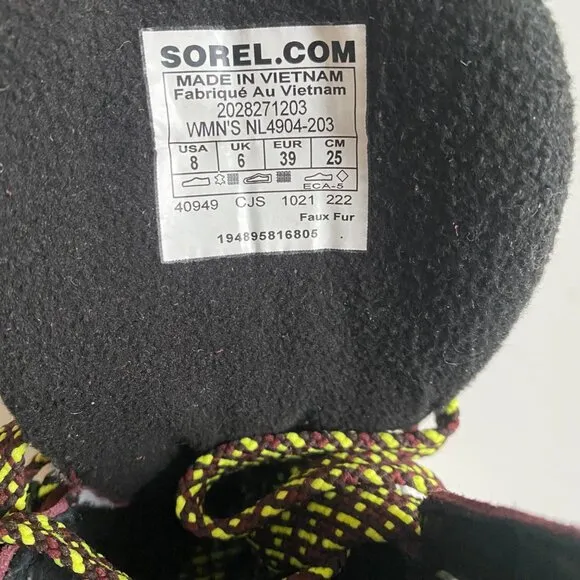 SOREL.COM
MADE IN VIETNAM
Fabriqué Au Vietnam
2028271203
WMN'S NL4904-203
USA UK EUR CM
8 6 39 25
ECA-5
40949 CJS 1021 222
Faux Fur
194895816805